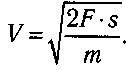 V = √(2F · s / m).